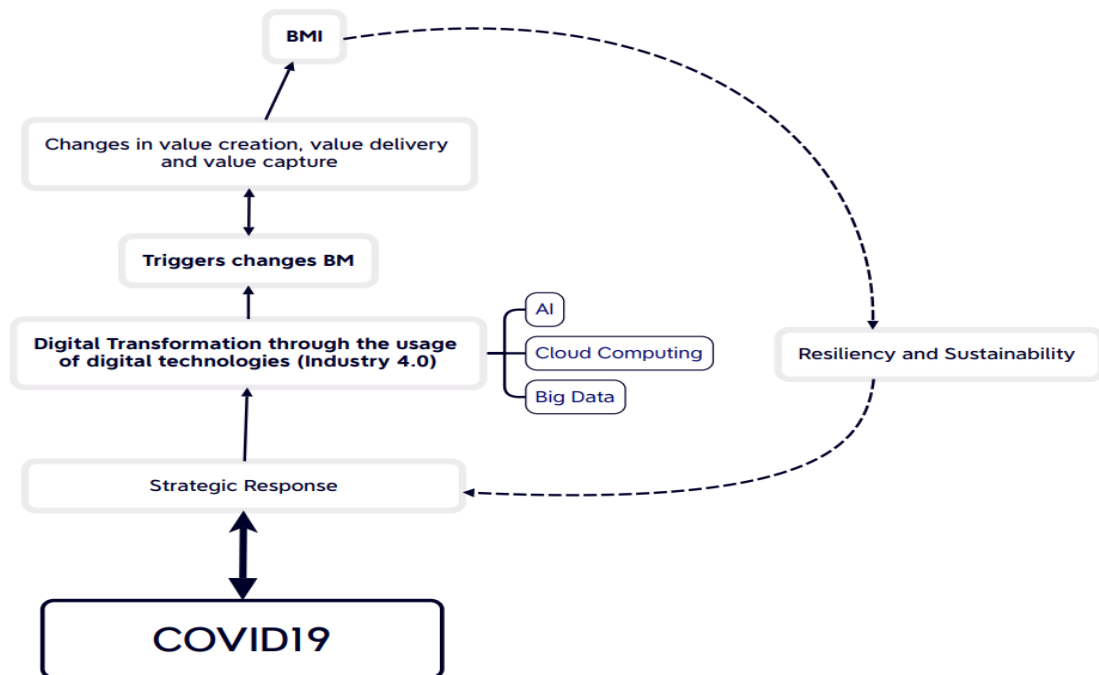 BMI
Changes in value creation, value delivery
and value capture
Triggers changes BM
Digital Transformation through the usage
of digital technologies (Industry 4.0)
AI
Cloud Computing
Big Data
Resiliency and Sustainability
Strategic Response
COVID19